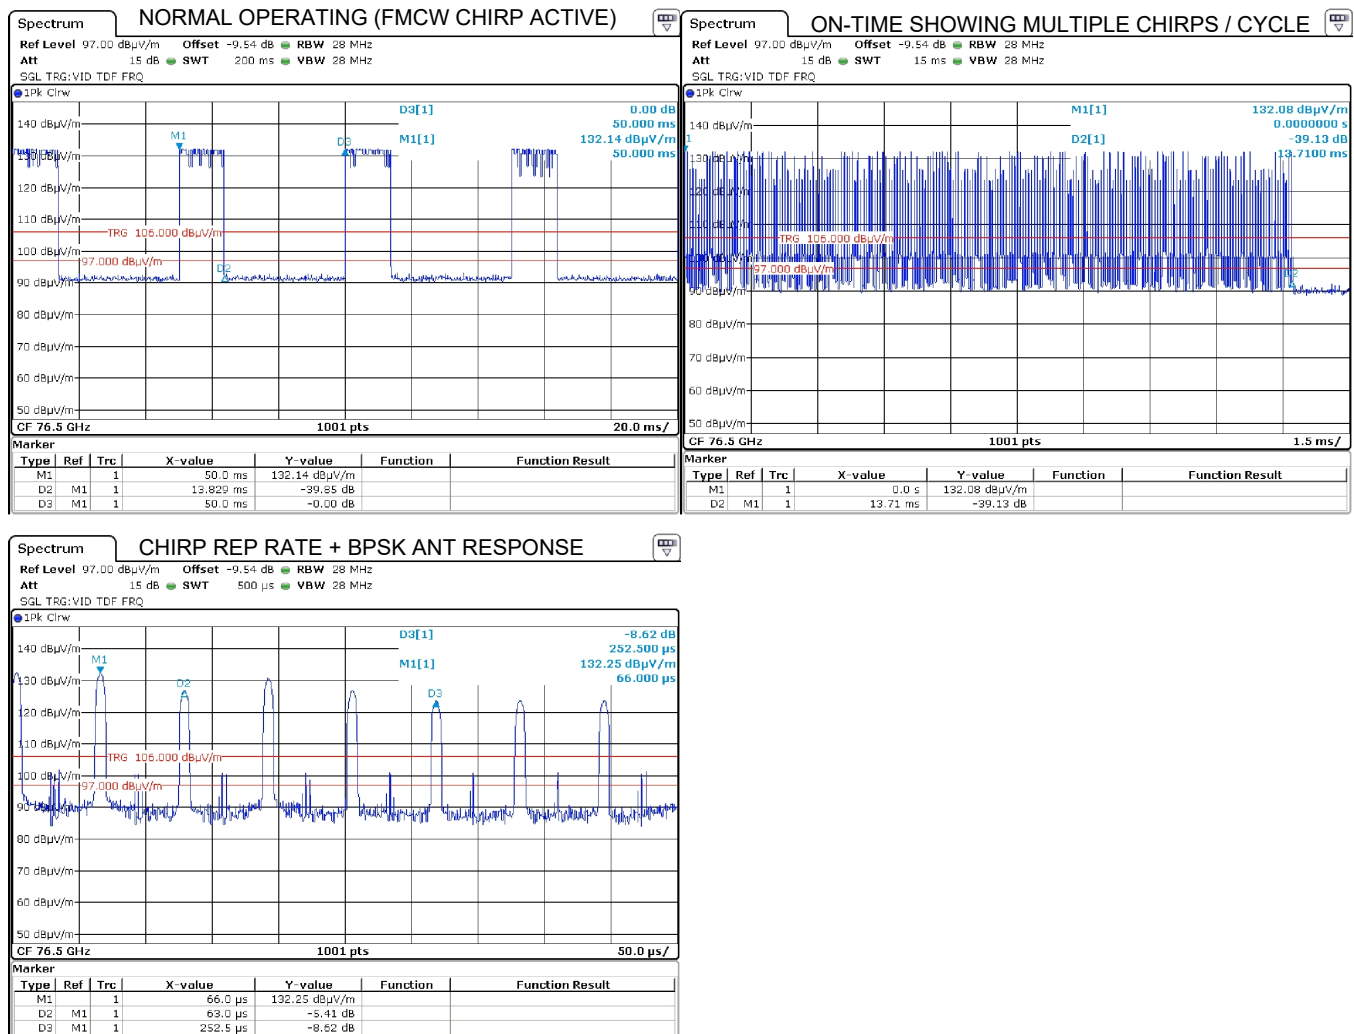 Spectrum NORMAL OPERATING (FMCW CHIRP ACTIVE)
Ref Level 97.00 dBµV/m Offset -9.54 dB RBW 28 MHz
Att 15 dB SWT 200 ms VBW 28 MHz
SGL TRG:VID TDF FRQ
1Pk Clrw
D3[1] 0.00 dB
50.000 ms
M1[1] 132.14 dBµV/m
50.000 ms
140 dBµV/m
M1
D3
130 dBµV/m
120 dBµV/m
110 dBµV/m
TRG 106.000 dBµV/m
100 dBµV/m
97.000 dBµV/m
D2
90 dBµV/m
80 dBµV/m
70 dBµV/m
60 dBµV/m
50 dBµV/m
CF 76.5 GHz 1001 pts 20.0 ms/
Marker
Type Ref Trc X-value Y-value Function Function Result
M1 1 50.0 ms 132.14 dBµV/m
D2 M1 1 13.829 ms -39.85 dB
D3 M1 1 50.0 ms -0.00 dB
Spectrum ON-TIME SHOWING MULTIPLE CHIRPS / CYCLE
Ref Level 97.00 dBµV/m Offset -9.54 dB RBW 28 MHz
Att 15 dB SWT 15 ms VBW 28 MHz
SGL TRG:VID TDF FRQ
1Pk Clrw
M1[1] 132.08 dBµV/m
0.0000000 s
D2[1] -39.13 dB
13.7100 ms
140 dBµV/m
1
130 dBµV/m
120 dBµV/m
110 dBµV/m
TRG 106.000 dBµV/m
100 dBµV/m
97.000 dBµV/m
D2
90 dBµV/m
80 dBµV/m
70 dBµV/m
60 dBµV/m
50 dBµV/m
CF 76.5 GHz 1001 pts 1.5 ms/
Marker
Type Ref Trc X-value Y-value Function Function Result
M1 1 0.0 s 132.08 dBµV/m
D2 M1 1 13.71 ms -39.13 dB
Spectrum CHIRP REP RATE + BPSK ANT RESPONSE
Ref Level 97.00 dBµV/m Offset -9.54 dB RBW 28 MHz
Att 15 dB SWT 500 µs VBW 28 MHz
SGL TRG:VID TDF FRQ
1Pk Clrw
D3[1] -8.62 dB
252.500 µs
M1[1] 132.25 dBµV/m
66.000 µs
140 dBµV/m
M1
D2
D3
130 dBµV/m
120 dBµV/m
110 dBµV/m
TRG 106.000 dBµV/m
100 dBµV/m
97.000 dBµV/m
90 dBµV/m
80 dBµV/m
70 dBµV/m
60 dBµV/m
50 dBµV/m
CF 76.5 GHz 1001 pts 50.0 µs/
Marker
Type Ref Trc X-value Y-value Function Function Result
M1 1 66.0 µs 132.25 dBµV/m
D2 M1 1 63.0 µs -5.41 dB
D3 M1 1 252.5 µs -8.62 dB